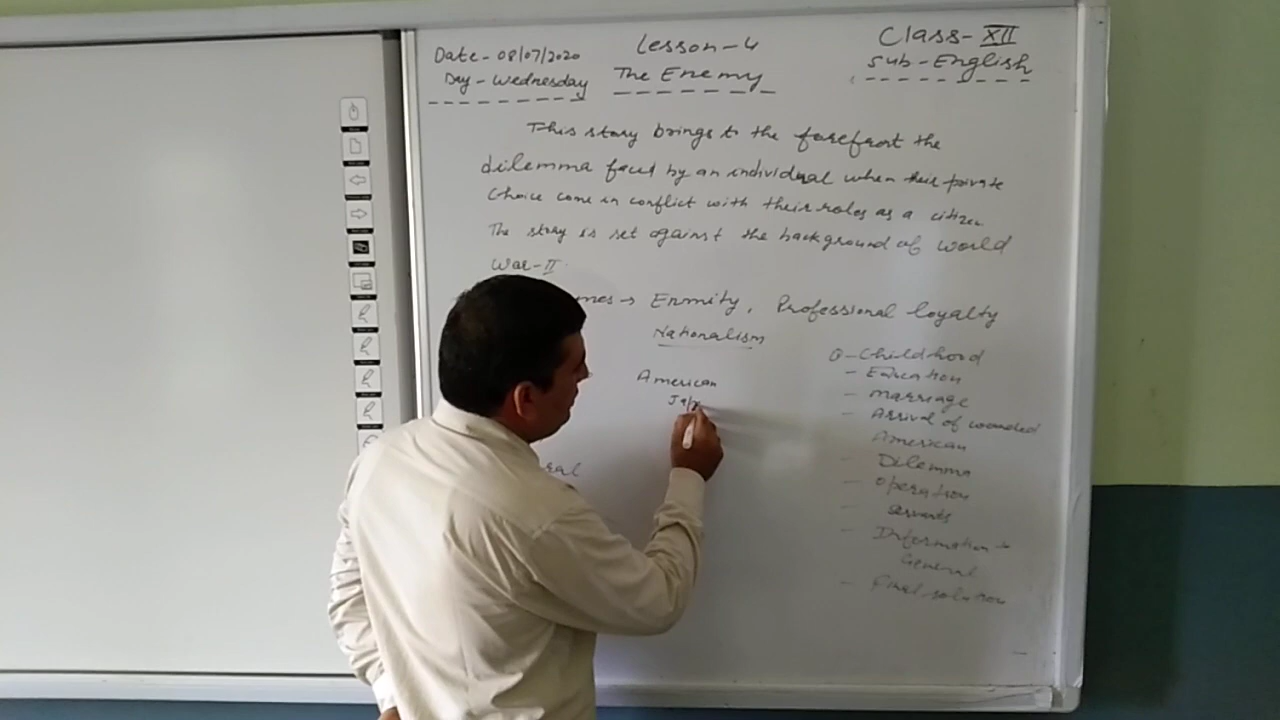 Date - 08/07/2020
Day - Wednesday
Lesson - 4
The Enemy
Class - XII
Sub - English
This story brings to the forefront the
dilemma faced by an individual when their private
choice come in conflict with their roles as a citizen
The story is set against the background of world
War - II
mes → Enmity, Professional loyalty
Nationalism
American
Jap
ral
Q - Childhood
- Education
- Marriage
- Arrival of wounded
American
- Dilemma
- Operation
- Servants
- Information to
General
- Final solution